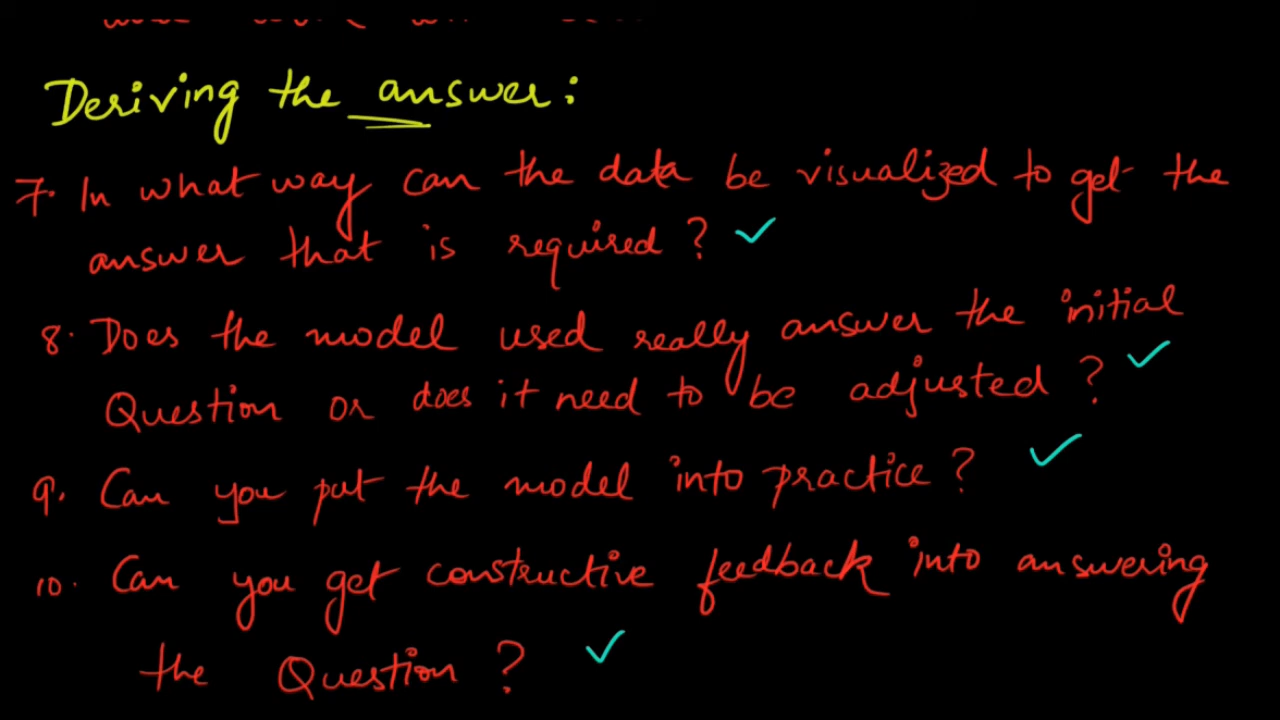 Deriving the answer:
7. In what way can the data be visualized to get the
answer that is required? ✓
8. Does the model used really answer the initial
Question or does it need to be adjusted? ✓
9. Can you put the model into practice? ✓
10. Can you get constructive feedback into answering
the Question? ✓